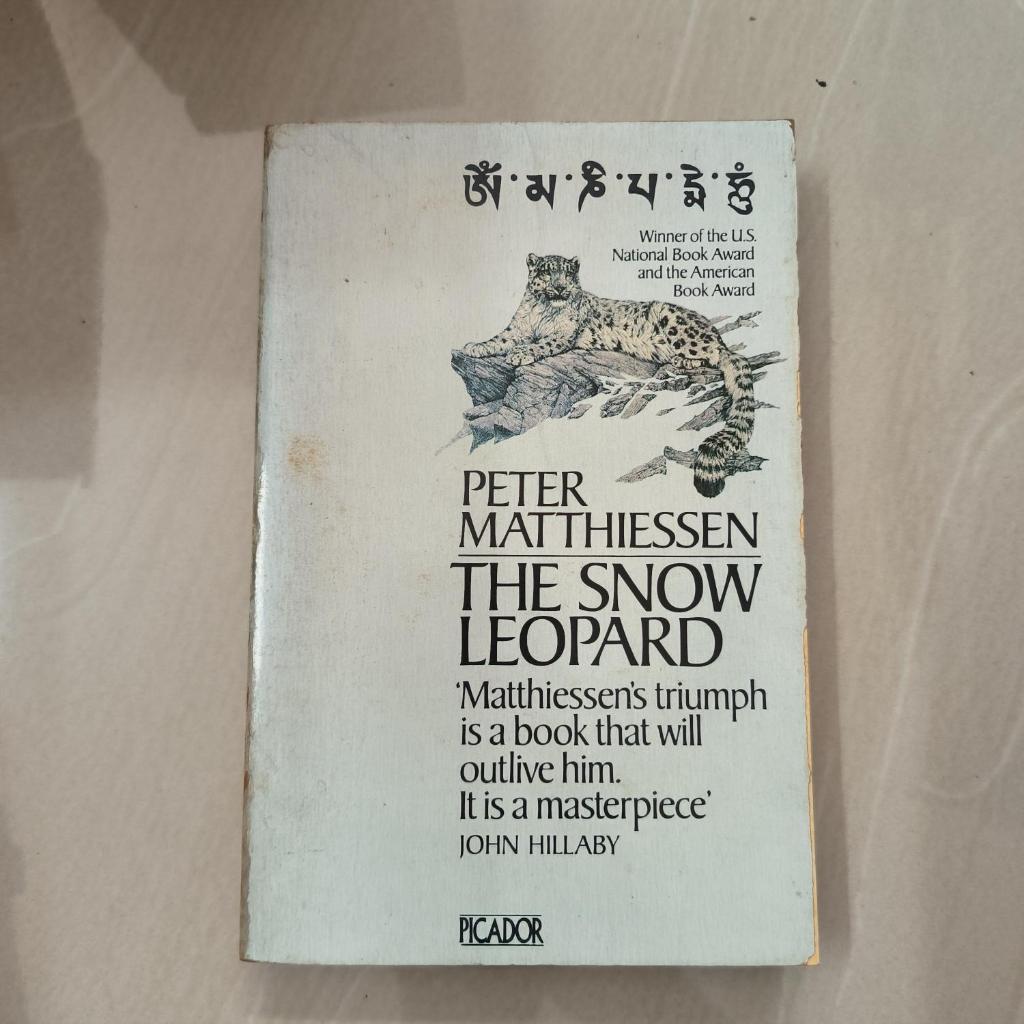 ཨོཾ་མ་ཎི་པ་དྨེ་ཧཱུྃ
Winner of the U.S.
National Book Award
and the American
Book Award
PETER
MATTHIESSEN
THE SNOW
LEOPARD
‘Matthiessen's triumph
is a book that will
outlive him.
It is a masterpiece’
JOHN HILLABY
PICADOR